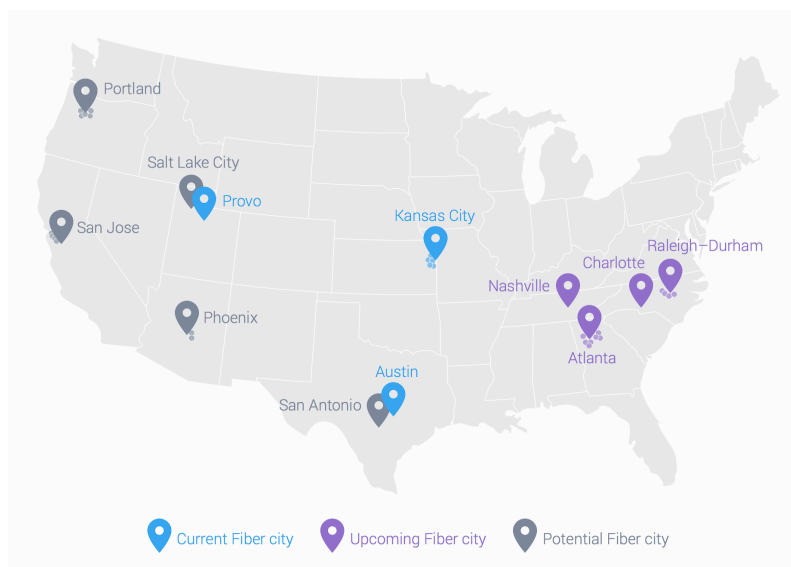 Portland
Salt Lake City
Provo
San Jose
Kansas City
Raleigh–Durham
Charlotte
Nashville
Phoenix
Atlanta
Austin
San Antonio
Current Fiber city
Upcoming Fiber city
Potential Fiber city